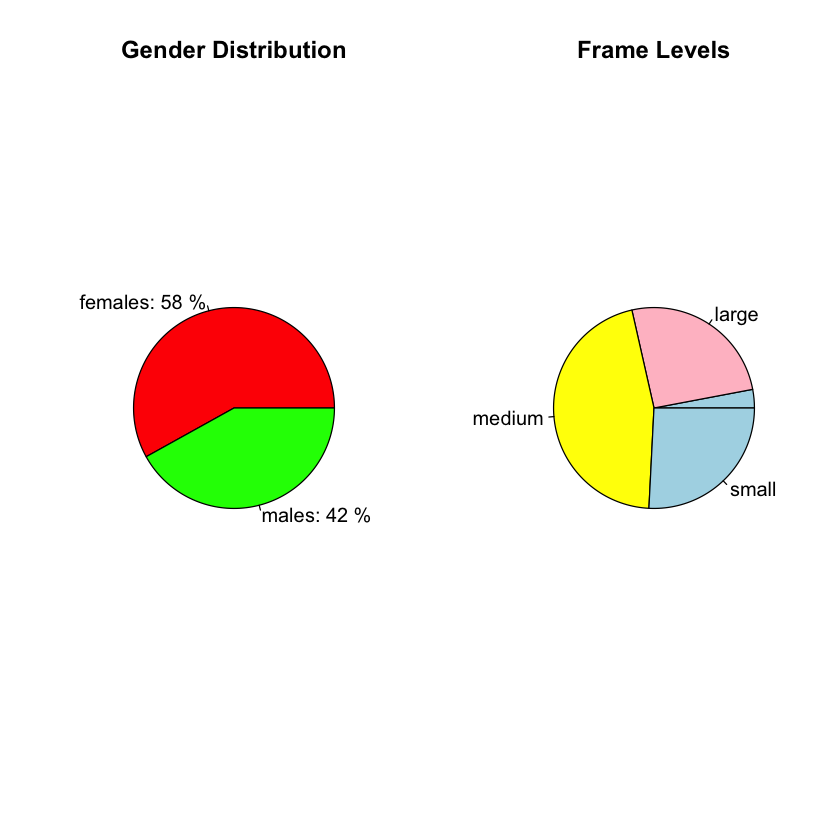 Gender Distribution
females: 58 %
males: 42 %
Frame Levels
large
medium
small